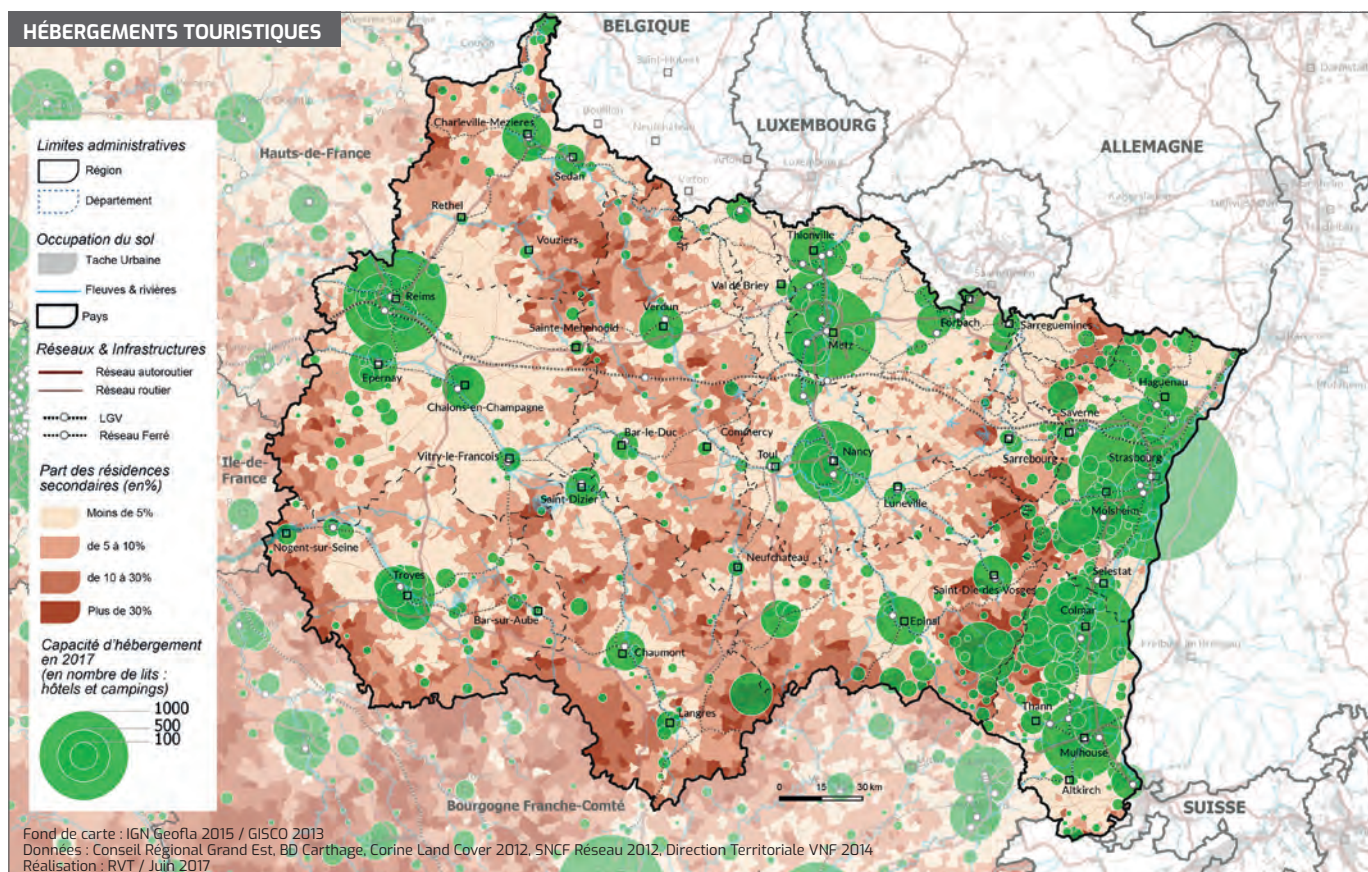 HÉBERGEMENTS TOURISTIQUES
BELGIQUE
LUXEMBOURG
ALLEMAGNE
Hauts-de-France
Limites administratives
Région
Département
Occupation du sol
Tache Urbaine
Fleuves & rivières
Pays
Réseaux & Infrastructures
Réseau autoroutier
Réseau routier
LGV
Réseau Ferré
Part des résidences
secondaires (en%)
Moins de 5%
de 5 à 10%
de 10 à 30%
Plus de 30%
Capacité d'hébergement
en 2017
(en nombre de lits :
hôtels et campings)
1000
500
100
Charleville-Mezieres
Sedan
Rethel
Vouziers
Thionville
Val de Briey
Reims
Verdun
Sainte-Menehoold
Metz
Forbach
Sarreguemines
Epernay
Chalons-en-Champagne
Haguenau
Saverne
Bar-le-Duc
Commercy
Toul
Nancy
Sarrebourg
Strasbourg
Vitry-le-Francois
Ile-de-
France
Saint-Dizier
Luneville
Molsheim
Nogent-sur-Seine
Neufchateau
Troyes
Saint-Die-des Vosges
Selestat
Bar-sur-Aube
Epinal
Colmar
Chaumont
Langres
Thann
Mulhouse
Altkirch
0 15 30 km
Bourgogne Franche-Comté
SUISSE
Saint-Hubert
Bouillon
Arlon
Virton
Luxembourg
Fond de carte : IGN Geofla 2015 / GISCO 2013
Données : Conseil Régional Grand Est, BD Carthage, Corine Land Cover 2012, SNCF Réseau 2012, Direction Territoriale VNF 2014
Réalisation : RVT / Juin 2017